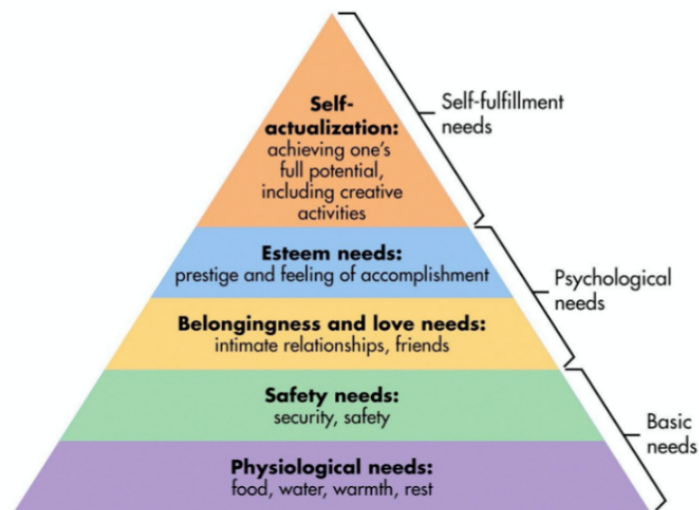 Self-
actualization:
achieving one's
full potential,
including creative
activities
Self-fulfillment
needs
Esteem needs:
prestige and feeling of accomplishment
Belongingness and love needs:
intimate relationships, friends
Psychological
needs
Safety needs:
security, safety
Physiological needs:
food, water, warmth, rest
Basic
needs